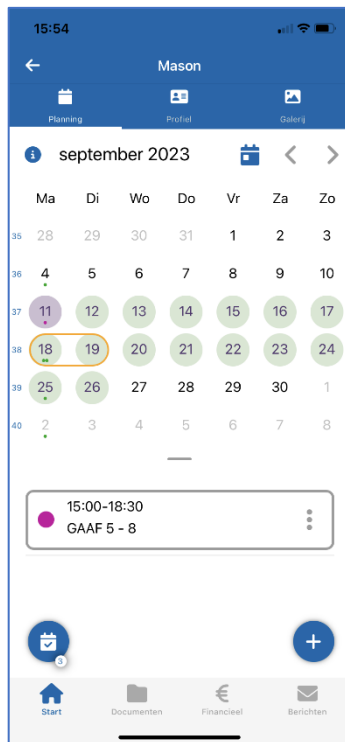 15:54
Mason
Planning Profiel Galerij
september 2023
Ma Di Wo Do Vr Za Zo
35 28 29 30 31 1 2 3
36 4 5 6 7 8 9 10
37 11 12 13 14 15 16 17
38 18 19 20 21 22 23 24
39 25 26 27 28 29 30 1
40 2 3 4 5 6 7 8
15:00-18:30
GAAF 5 - 8
3
Start Documenten Financieel Berichten